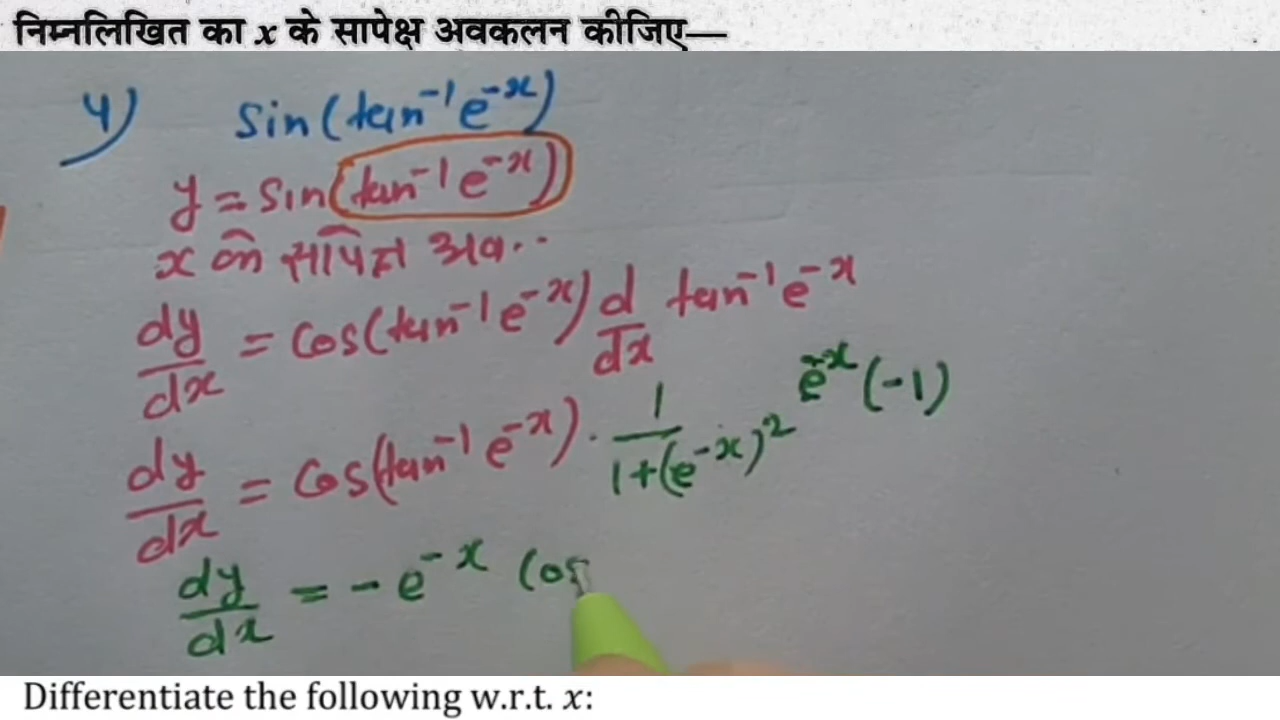 निम्नलिखित का x के सापेक्ष अवकलन कीजिए—
4) sin(tan⁻¹e⁻ˣ)
y = sin(tan⁻¹e⁻ˣ)
x के सापेक्ष अव..
dy/dx = cos(tan⁻¹e⁻ˣ) d/dx tan⁻¹e⁻ˣ
dy/dx = cos(tan⁻¹e⁻ˣ) · 1/1+(e⁻ˣ)² e⁻ˣ(-1)
dy/dx = -e⁻ˣ cos
Differentiate the following w.r.t. x: